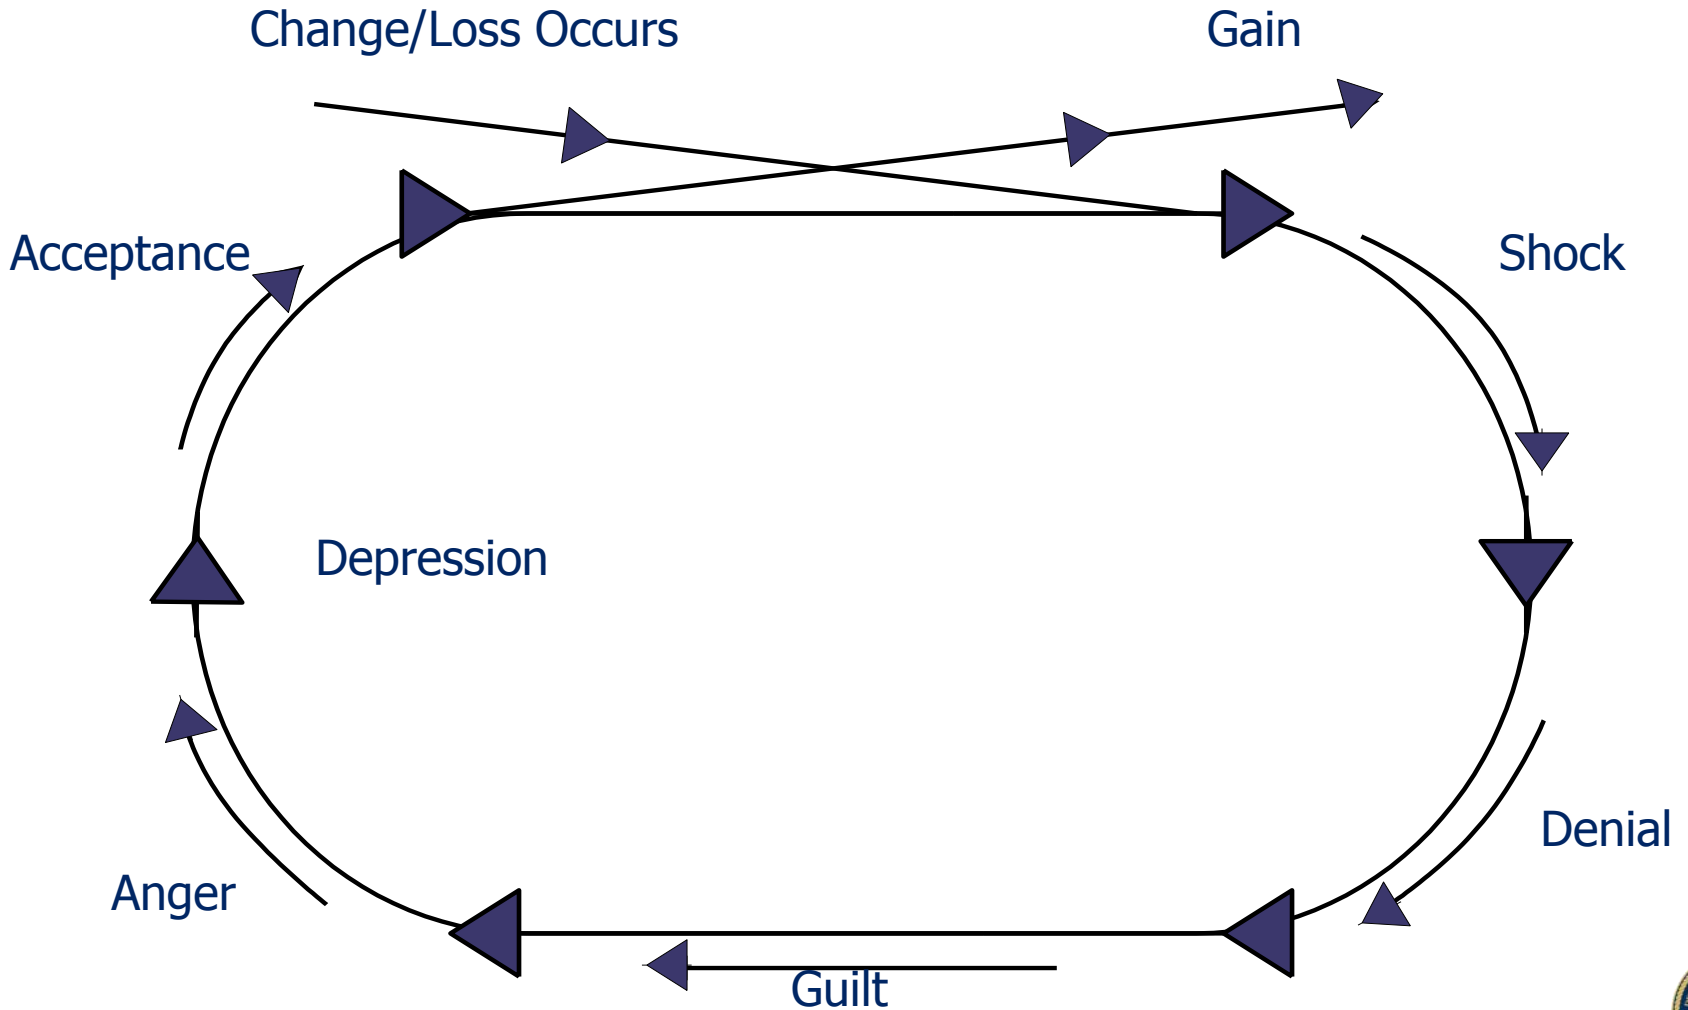 Change/Loss Occurs
Gain
Acceptance
Shock
Depression
Denial
Anger
Guilt